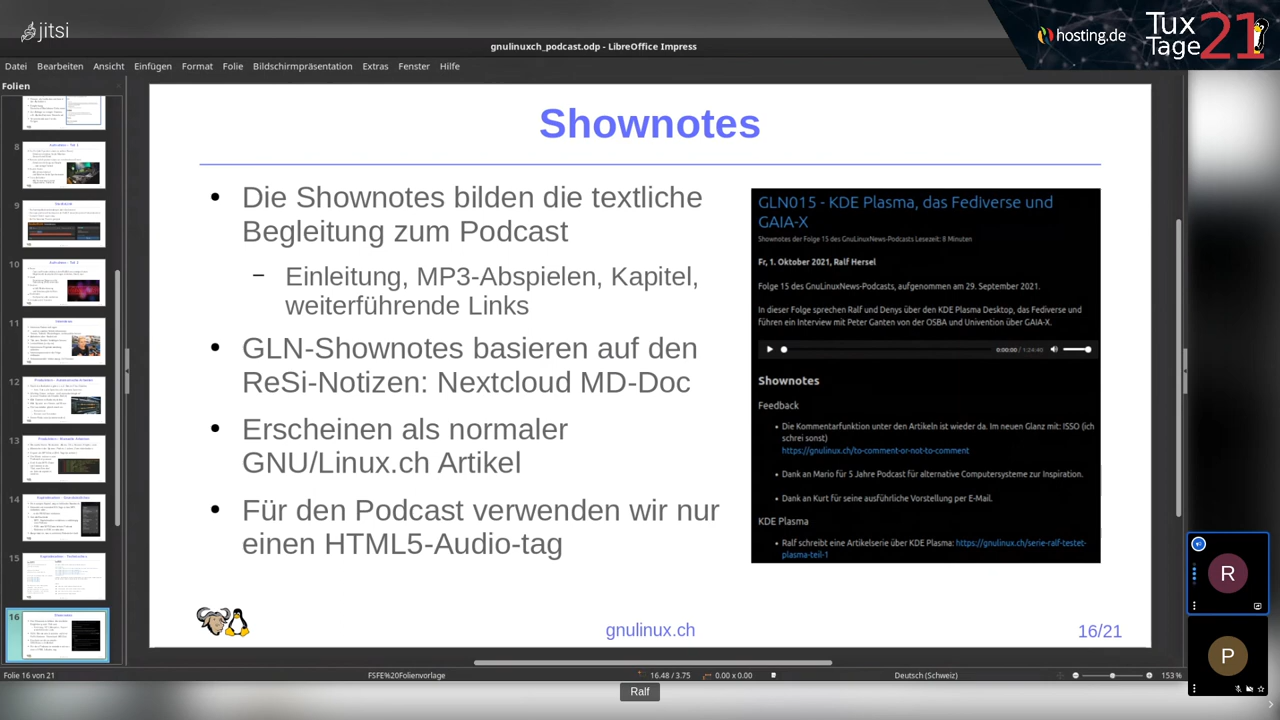 jitsi
gnulinuxch_podcast.odp - LibreOffice Impress
hosting.de
Tux
Tage
21
Datei Bearbeiten Ansicht Einfügen Format Folie Bildschirmpräsentation Extras Fenster Hilfe
Folien
8
9
10
11
12
13
14
15
16
Shownotes
Die Shownotes bilden die textliche
Begleitung zum Podcast
Einleitung, MP3-Abspielen, Kapitel,
weiterführende Links
GLN-Shownotes basieren auf den
ReSi-Notizen: Nextcloud MD-Doc
Erscheinen als normaler
GNU/Linux.ch Artikel
Für den Podcast verwenden wir nur
einen HTML5-Audio-tag
GLN015 - KDE Plasma, das Fediverse und
GAIA-X
Shownotes der Folge 15 des GnuLinuxNews-Podcasts Lesezeit: 8 Minuten
Fr, 1. Oktober 2021, Ralf Hersel
Folge 15 des GnuLinuxNews-Podcasts, aufgenommen am 29. September 2021.
In dieser Folge sprechen Ralf und Denys über den KDE Plasma Desktop, das Fediverse und
führen ein Interview mit Peter Ganten von der OSBA und Univention über GAIA-X.
0:00:00 / 1:24:40
Shownotes
Feedback
Die Kommentarfunktion unter den Artikeln ist wieder da. Im neuen Glanz mit: ISSO (ich
schrei sonst)
https://gnulinux.ch/to-comment-or-not-to-comment
Dank an Mario für 5 Jahre Podcast für alternative Computersysteme zur Inspiration.
Dank an Kurt für seine ausführliche Vorstellung per E-Mail.
KDE Plasma
Ralf schreibt eine Artikelserie über KDE Plasma: https://gnulinux.ch/serie-ralf-testet-
plasma-teil-1
gnulinux.ch
16/21
R
P
Folie 16 von 21 FSFE%20Folienvorlage 16.48 / 3.75 0.00 x 0.00 Deutsch (Schweiz) 153 %
Ralf